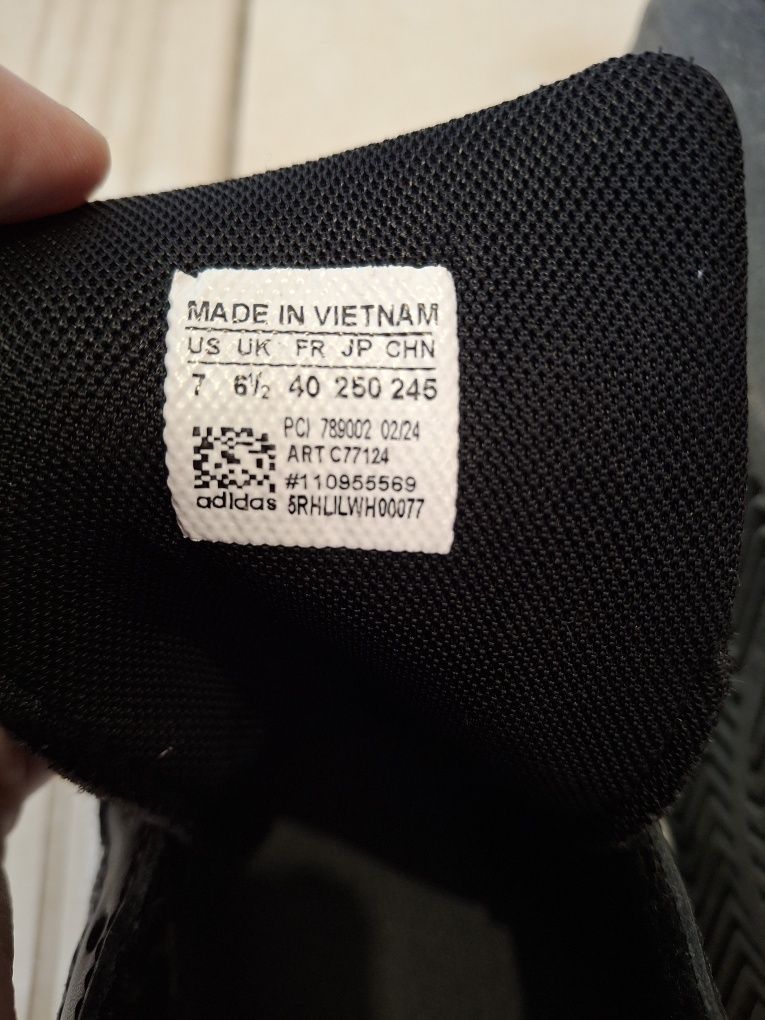 MADE IN VIETNAM
US UK FR JP CHN
7 6½ 40 250 245
PCI 789002 02/24
ART C77124
#110955569
adidas 5RHLILWH00077